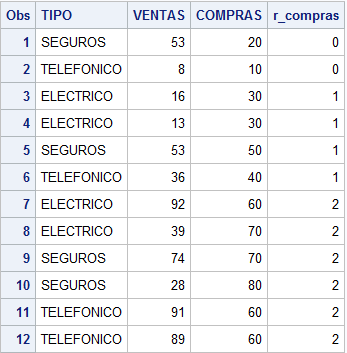 Obs TIPO VENTAS COMPRAS r_compras
1 SEGUROS 53 20 0
2 TELEFONICO 8 10 0
3 ELECTRICO 16 30 1
4 ELECTRICO 13 30 1
5 SEGUROS 53 50 1
6 TELEFONICO 36 40 1
7 ELECTRICO 92 60 2
8 ELECTRICO 39 70 2
9 SEGUROS 74 70 2
10 SEGUROS 28 80 2
11 TELEFONICO 91 60 2
12 TELEFONICO 89 60 2